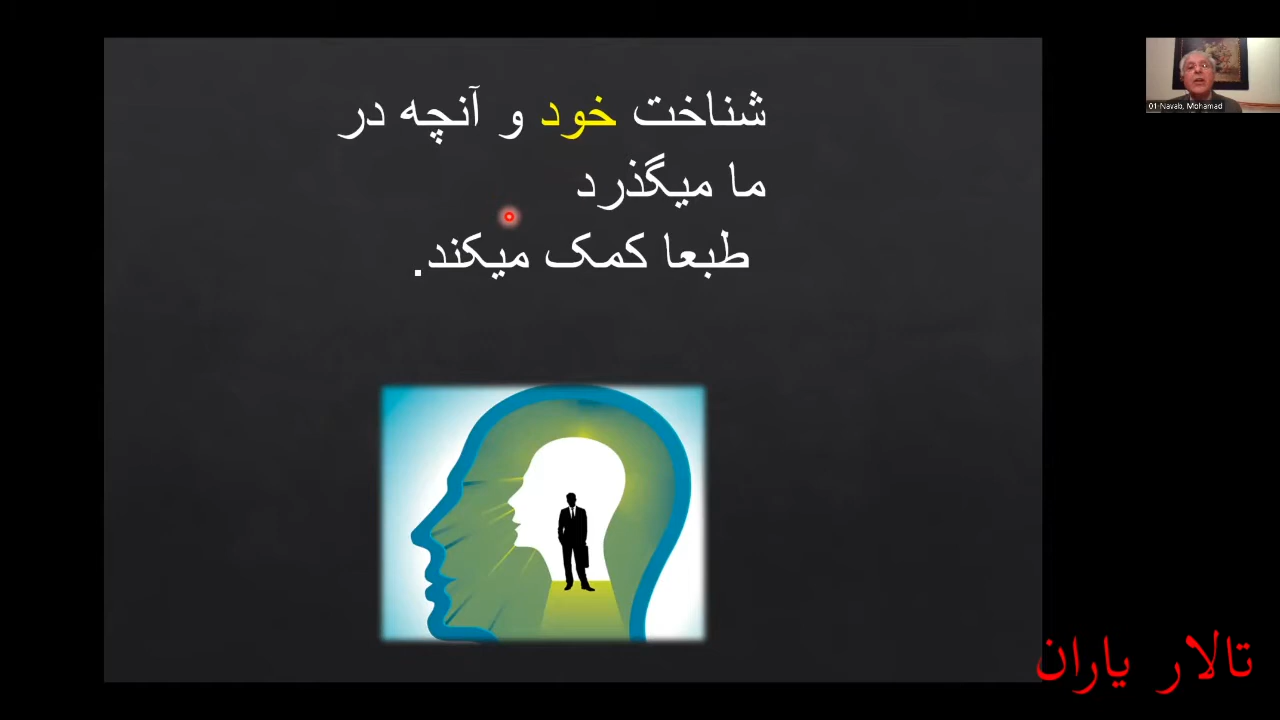 شناخت خود و آنچه در
ما میگذرد
طبعا کمک میکند.
01-Navab, Mohamad
تالار یاران